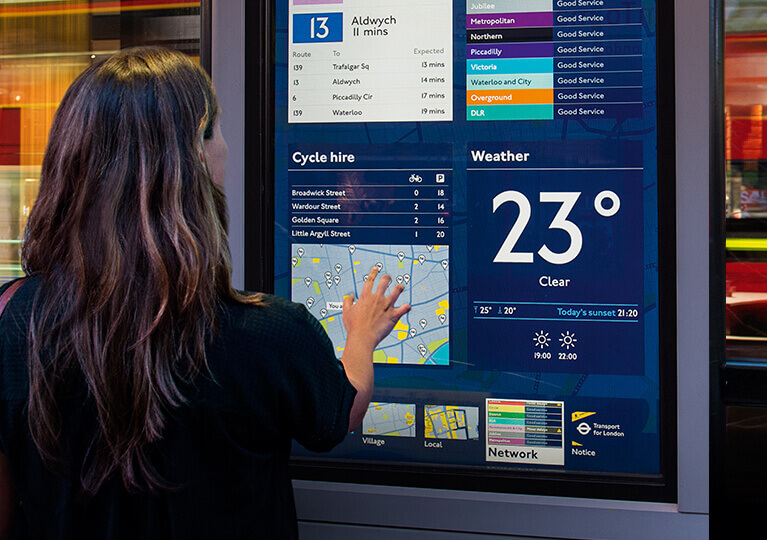 13 Aldwych
11 mins
Route To Expected
139 Trafalgar Sq 13 mins
13 Aldwych 14 mins
6 Piccadilly Cir 17 mins
139 Waterloo 19 mins
Jubilee Good Service
Metropolitan Good Service
Northern Good Service
Piccadilly Good Service
Victoria Good Service
Waterloo and City Good Service
Overground Good Service
DLR Good Service
Cycle hire
P
Broadwick Street 0 18
Wardour Street 2 14
Golden Square 2 16
Little Argyll Street 1 20
You a
Weather
23°
Clear
25° 20° Today's sunset 21:20
19:00 22:00
Village
Local
Network
Transport
for London
Notice